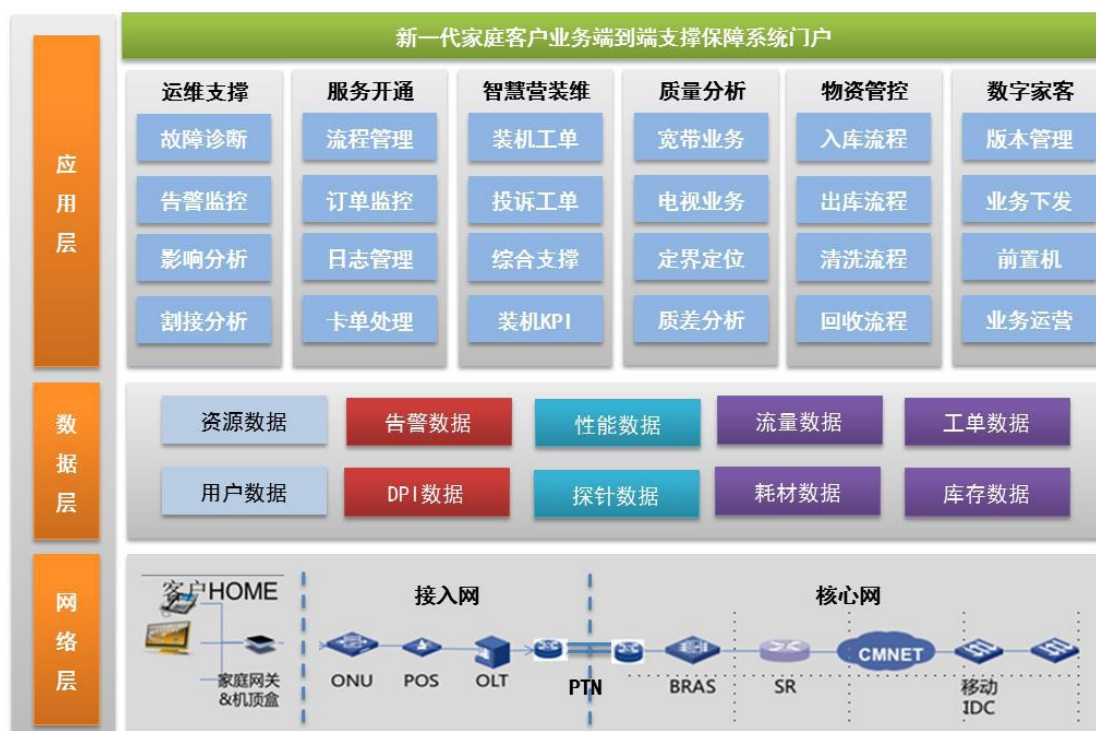 新一代家庭客户业务端到端支撑保障系统门户
应用层
运维支撑
故障诊断
告警监控
影响分析
割接分析
服务开通
流程管理
订单监控
日志管理
卡单处理
智慧营装维
装机工单
投诉工单
综合支撑
装机KPI
质量分析
宽带业务
电视业务
定界定位
质差分析
物资管控
入库流程
出库流程
清洗流程
回收流程
数字家客
版本管理
业务下发
前置机
业务运营
数据层
资源数据
告警数据
性能数据
流量数据
工单数据
用户数据
DPI数据
探针数据
耗材数据
库存数据
网络层
客户HOME
家庭网关
&机顶盒
接入网
ONU
POS
OLT
PTN
核心网
BRAS
SR
CMNET
移动
IDC